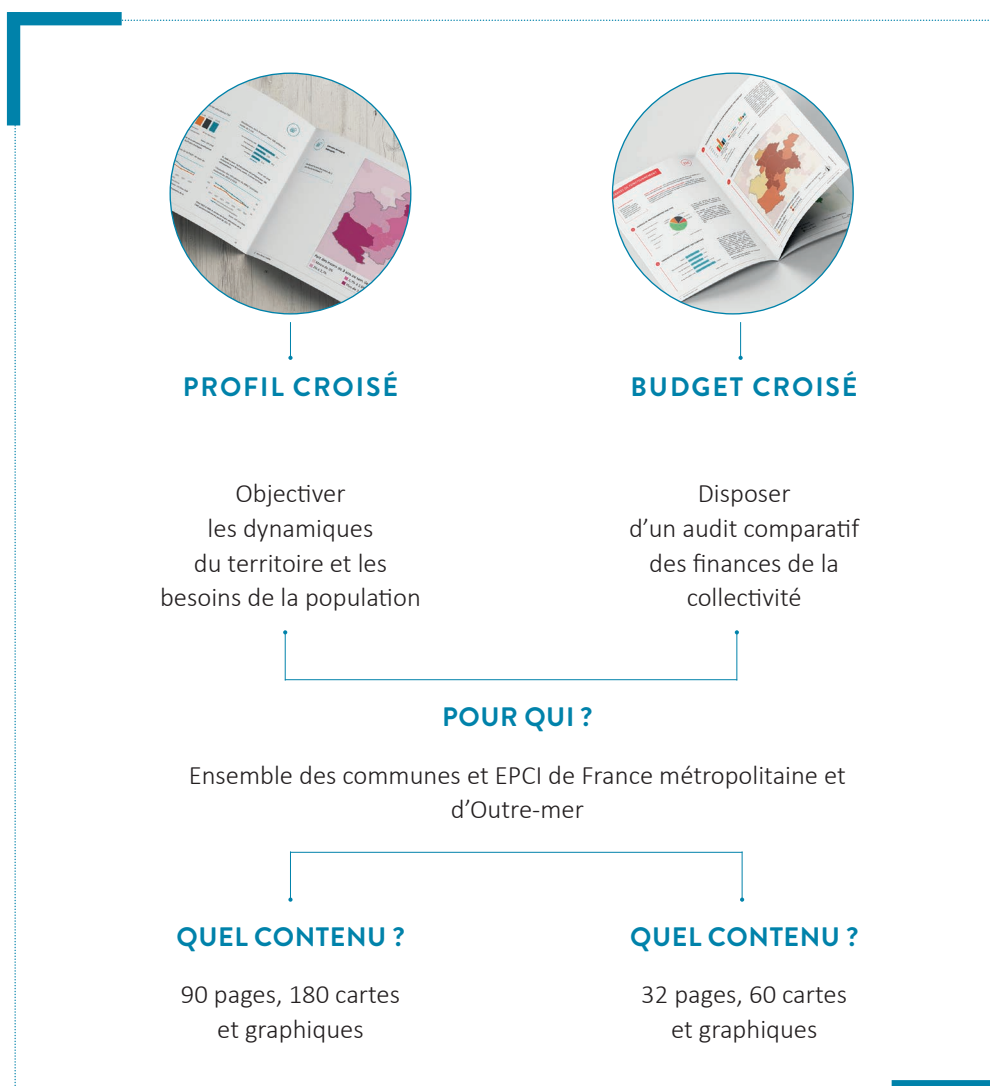 PROFIL CROISÉ
Objectiver
les dynamiques
du territoire et les
besoins de la population
BUDGET CROISÉ
Disposer
d’un audit comparatif
des finances de la
collectivité
POUR QUI ?
Ensemble des communes et EPCI de France métropolitaine et
d’Outre-mer
QUEL CONTENU ?
90 pages, 180 cartes
et graphiques
QUEL CONTENU ?
32 pages, 60 cartes
et graphiques